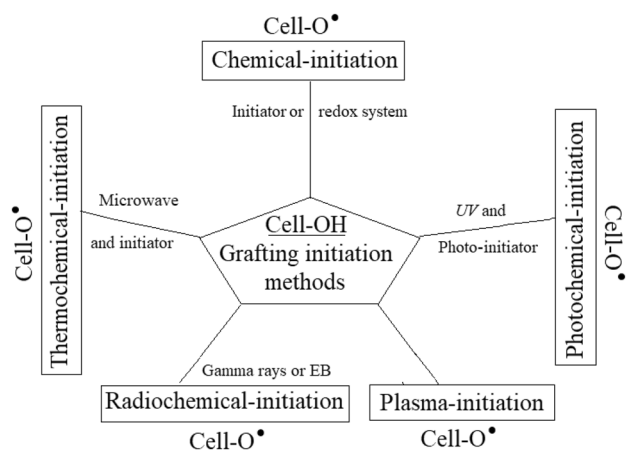 Cell-O•
Chemical-initiation
Initiator or redox system
Thermochemical-initiation
Cell-O•
Microwave
and initiator
Cell-OH
Grafting initiation
methods
UV and
Photo-initiator
Photochemical-initiation
Cell-O•
Gamma rays or EB
Radiochemical-initiation
Cell-O•
Plasma-initiation
Cell-O•